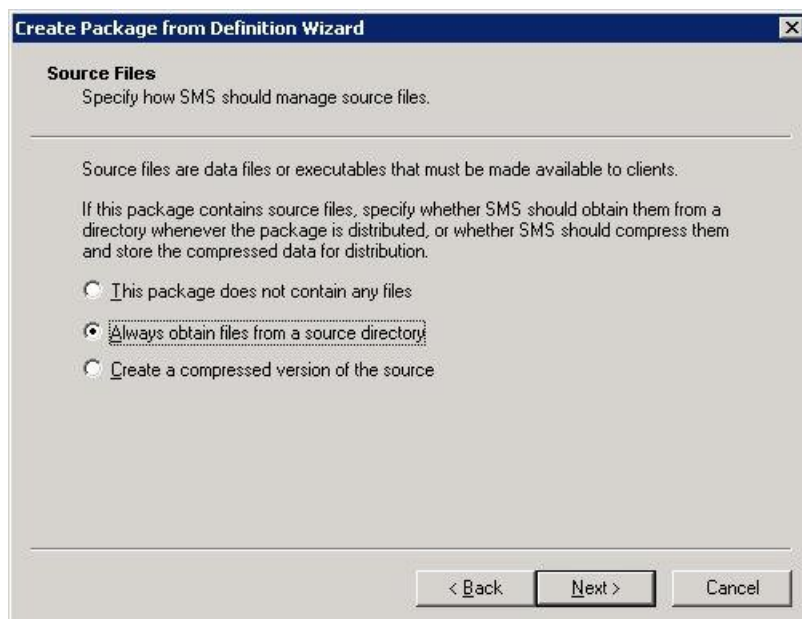 Create Package from Definition Wizard
Source Files
Specify how SMS should manage source files.
Source files are data files or executables that must be made available to clients.
If this package contains source files, specify whether SMS should obtain them from a
directory whenever the package is distributed, or whether SMS should compress them
and store the compressed data for distribution.
This package does not contain any files
Always obtain files from a source directory
Create a compressed version of the source
< Back Next > Cancel